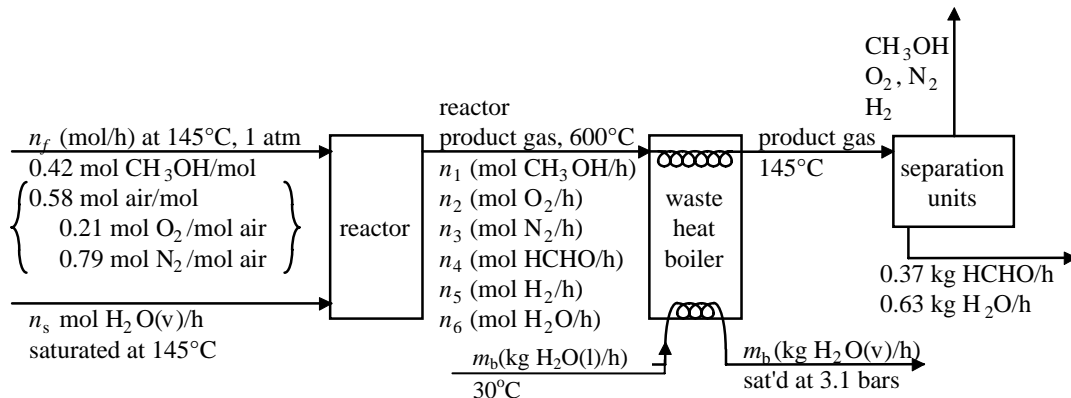 CH₃OH
O₂, N₂
H₂
n_f (mol/h) at 145°C, 1 atm
0.42 mol CH₃OH/mol
0.58 mol air/mol
0.21 mol O₂/mol air
0.79 mol N₂/mol air
n_s mol H₂O(v)/h
saturated at 145°C
reactor
reactor
product gas, 600°C
n₁ (mol CH₃OH/h)
n₂ (mol O₂/h)
n₃ (mol N₂/h)
n₄ (mol HCHO/h)
n₅ (mol H₂/h)
n₆ (mol H₂O/h)
waste
heat
boiler
product gas
145°C
separation
units
0.37 kg HCHO/h
0.63 kg H₂O/h
m_b(kg H₂O(l)/h)
30°C
m_b(kg H₂O(v)/h)
sat'd at 3.1 bars